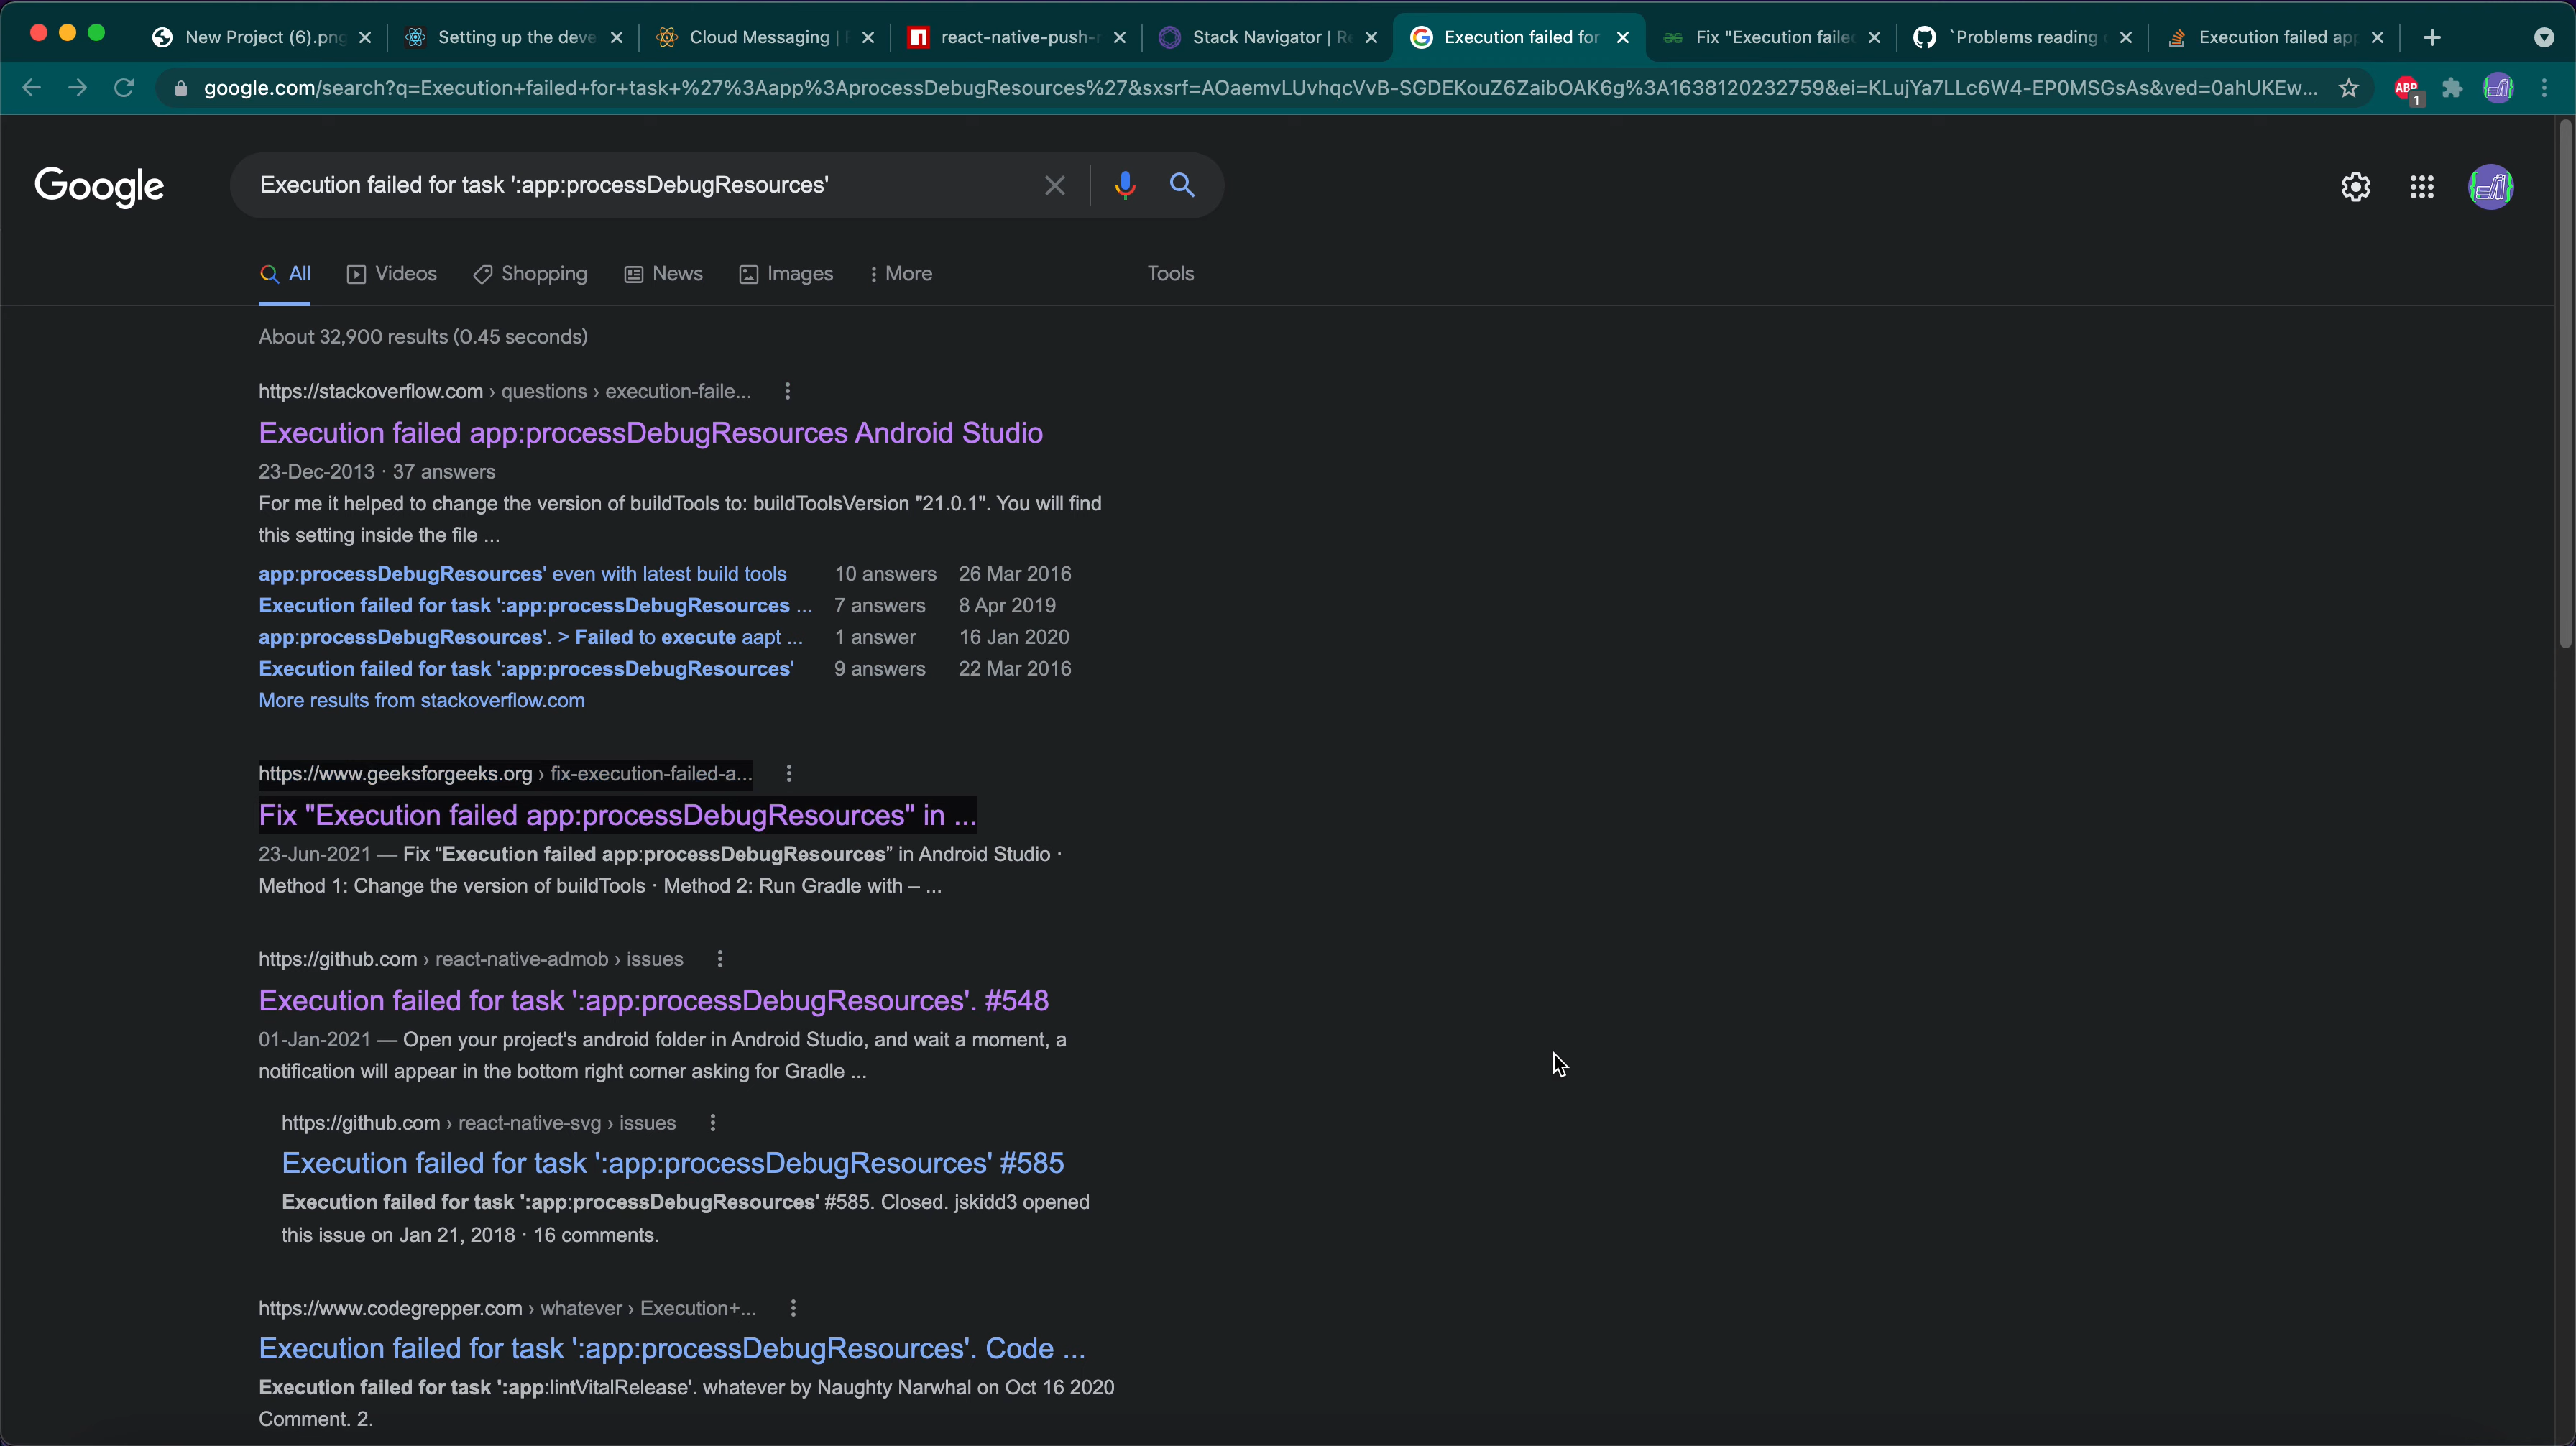 New Project (6).png
Setting up the deve
Cloud Messaging |
react-native-push-
Stack Navigator | Re
Execution failed for
Fix "Execution failed
`Problems reading
Execution failed app
google.com/search?q=Execution+failed+for+task+%27%3Aapp%3AprocessDebugResources%27&sxsrf=AOaemvLUvhqcVvB-SGDEKouZ6ZaibOAK6g%3A1638120232759&ei=KLujYa7LLc6W4-EP0MSGsAs&ved=0ahUKEw...
ABP
1
Google
Execution failed for task ':app:processDebugResources'
All
Videos
Shopping
News
Images
More
Tools
About 32,900 results (0.45 seconds)
https://stackoverflow.com › questions › execution-faile...
Execution failed app:processDebugResources Android Studio
23-Dec-2013 · 37 answers
For me it helped to change the version of buildTools to: buildToolsVersion "21.0.1". You will find
this setting inside the file ...
app:processDebugResources' even with latest build tools 10 answers 26 Mar 2016
Execution failed for task ':app:processDebugResources ... 7 answers 8 Apr 2019
app:processDebugResources'. > Failed to execute aapt ... 1 answer 16 Jan 2020
Execution failed for task ':app:processDebugResources' 9 answers 22 Mar 2016
More results from stackoverflow.com
https://www.geeksforgeeks.org › fix-execution-failed-a...
Fix "Execution failed app:processDebugResources" in ...
23-Jun-2021 — Fix “Execution failed app:processDebugResources” in Android Studio ·
Method 1: Change the version of buildTools · Method 2: Run Gradle with – ...
https://github.com › react-native-admob › issues
Execution failed for task ':app:processDebugResources'. #548
01-Jan-2021 — Open your project's android folder in Android Studio, and wait a moment, a
notification will appear in the bottom right corner asking for Gradle ...
https://github.com › react-native-svg › issues
Execution failed for task ':app:processDebugResources' #585
Execution failed for task ':app:processDebugResources' #585. Closed. jskidd3 opened
this issue on Jan 21, 2018 · 16 comments.
https://www.codegrepper.com › whatever › Execution+...
Execution failed for task ':app:processDebugResources'. Code ...
Execution failed for task ':app:lintVitalRelease'. whatever by Naughty Narwhal on Oct 16 2020
Comment. 2.